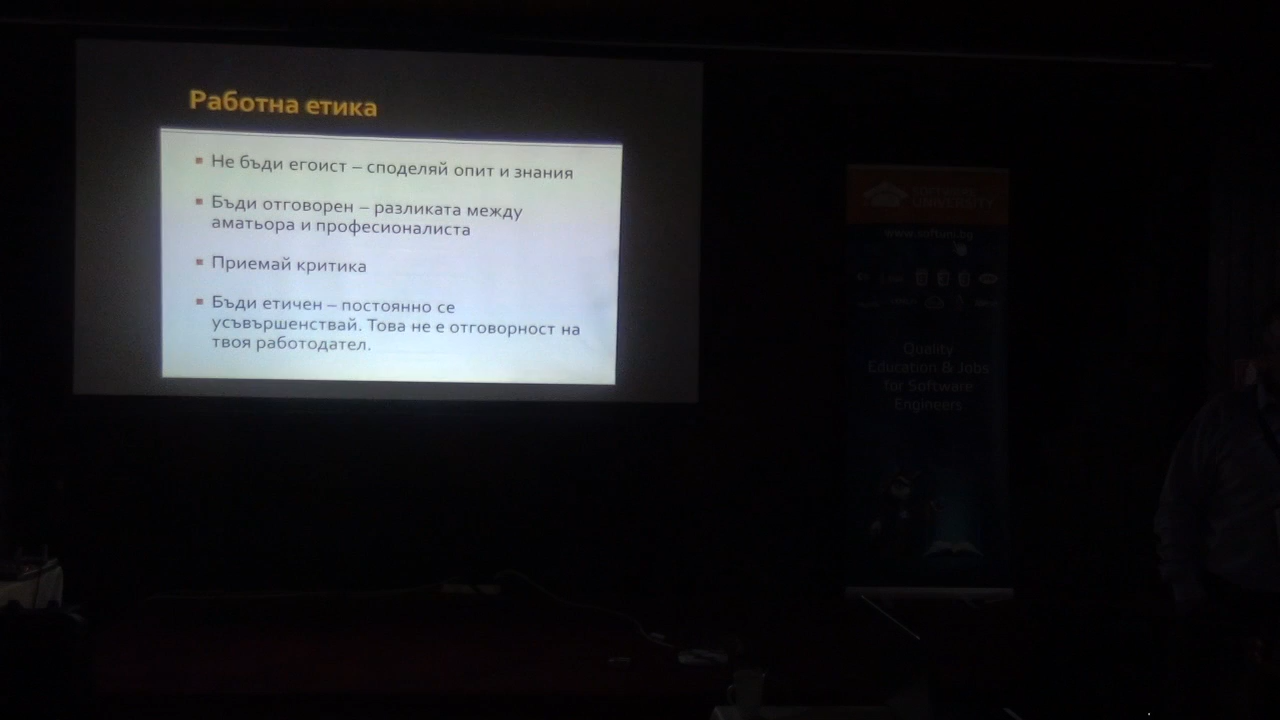 Работна етика
Не бъди егоист – споделяй опит и знания
Бъди отговорен – разликата между
аматьора и професионалиста
Приемай критика
Бъди етичен – постоянно се
усъвършенствай. Това не е отговорност на
твоя работодател.
UNIVERSITY
www.softuni.bg
Quality
Education & Jobs
for Software
Engineers